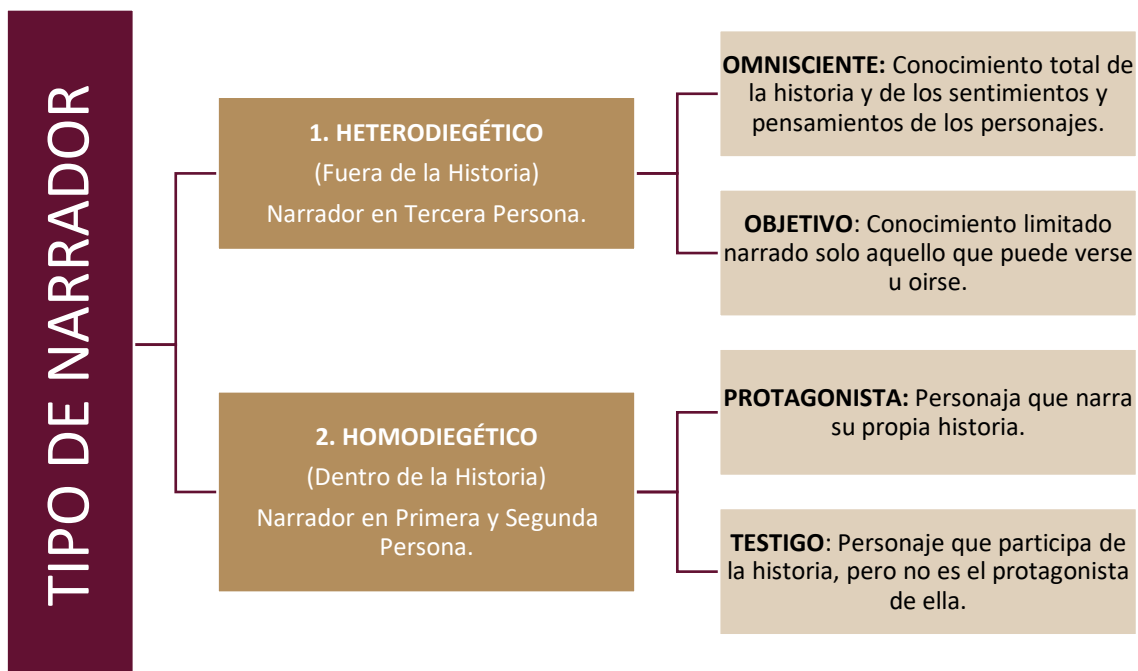 TIPO DE NARRADOR
1. HETERODIEGÉTICO
(Fuera de la Historia)
Narrador en Tercera Persona.
OMNISCIENTE: Conocimiento total de
la historia y de los sentimientos y
pensamientos de los personajes.
OBJETIVO: Conocimiento limitado
narrado solo aquello que puede verse
u oirse.
2. HOMODIEGÉTICO
(Dentro de la Historia)
Narrador en Primera y Segunda
Persona.
PROTAGONISTA: Personaja que narra
su propia historia.
TESTIGO: Personaje que participa de
la historia, pero no es el protagonista
de ella.